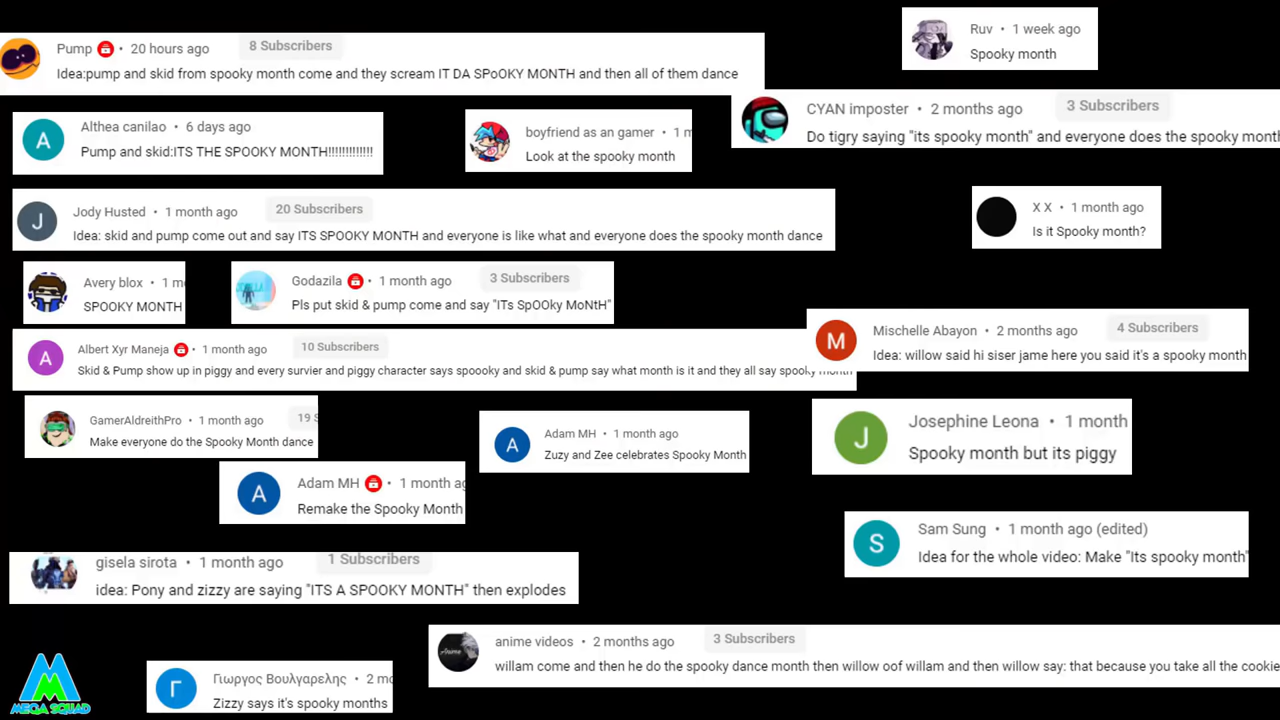 Pump • 20 hours ago 8 Subscribers
Idea:pump and skid from spooky month come and they scream IT DA SPoOKY MONTH and then all of them dance
Ruv • 1 week ago
Spooky month
Althea canilao • 6 days ago
Pump and skid:ITS THE SPOOKY MONTH!!!!!!!!!!!!!
boyfriend as an gamer • 1 m
Look at the spooky month
CYAN imposter • 2 months ago 3 Subscribers
Do tigry saying "its spooky month" and everyone does the spooky month
Jody Husted • 1 month ago 20 Subscribers
Idea: skid and pump come out and say ITS SPOOKY MONTH and everyone is like what and everyone does the spooky month dance
X X • 1 month ago
Is it Spooky month?
Avery blox • 1 m
SPOOKY MONTH
Godazila • 1 month ago 3 Subscribers
Pls put skid & pump come and say "ITs SpOOky MoNtH"
Albert Xyr Maneja • 1 month ago 10 Subscribers
Skid & Pump show up in piggy and every survier and piggy character says spoooky and skid & pump say what month is it and they all say spooky month
Mischelle Abayon • 2 months ago 4 Subscribers
Idea: willow said hi siser jame here you said it's a spooky month
GamerAldreithPro • 1 month ago 19 S
Make everyone do the Spooky Month dance
Adam MH • 1 month ago
Zuzy and Zee celebrates Spooky Month
Josephine Leona • 1 month
Spooky month but its piggy
Adam MH • 1 month ag
Remake the Spooky Month
Sam Sung • 1 month ago (edited)
Idea for the whole video: Make "Its spooky month"
gisela sirota • 1 month ago 1 Subscribers
idea: Pony and zizzy are saying "ITS A SPOOKY MONTH" then explodes
anime videos • 2 months ago 3 Subscribers
willam come and then he do the spooky dance month then willow oof willam and then willow say: that because you take all the cookie
Γιωργος Βουλγαρελης • 2 mo
Zizzy says it's spooky months
MEGA SQUAD